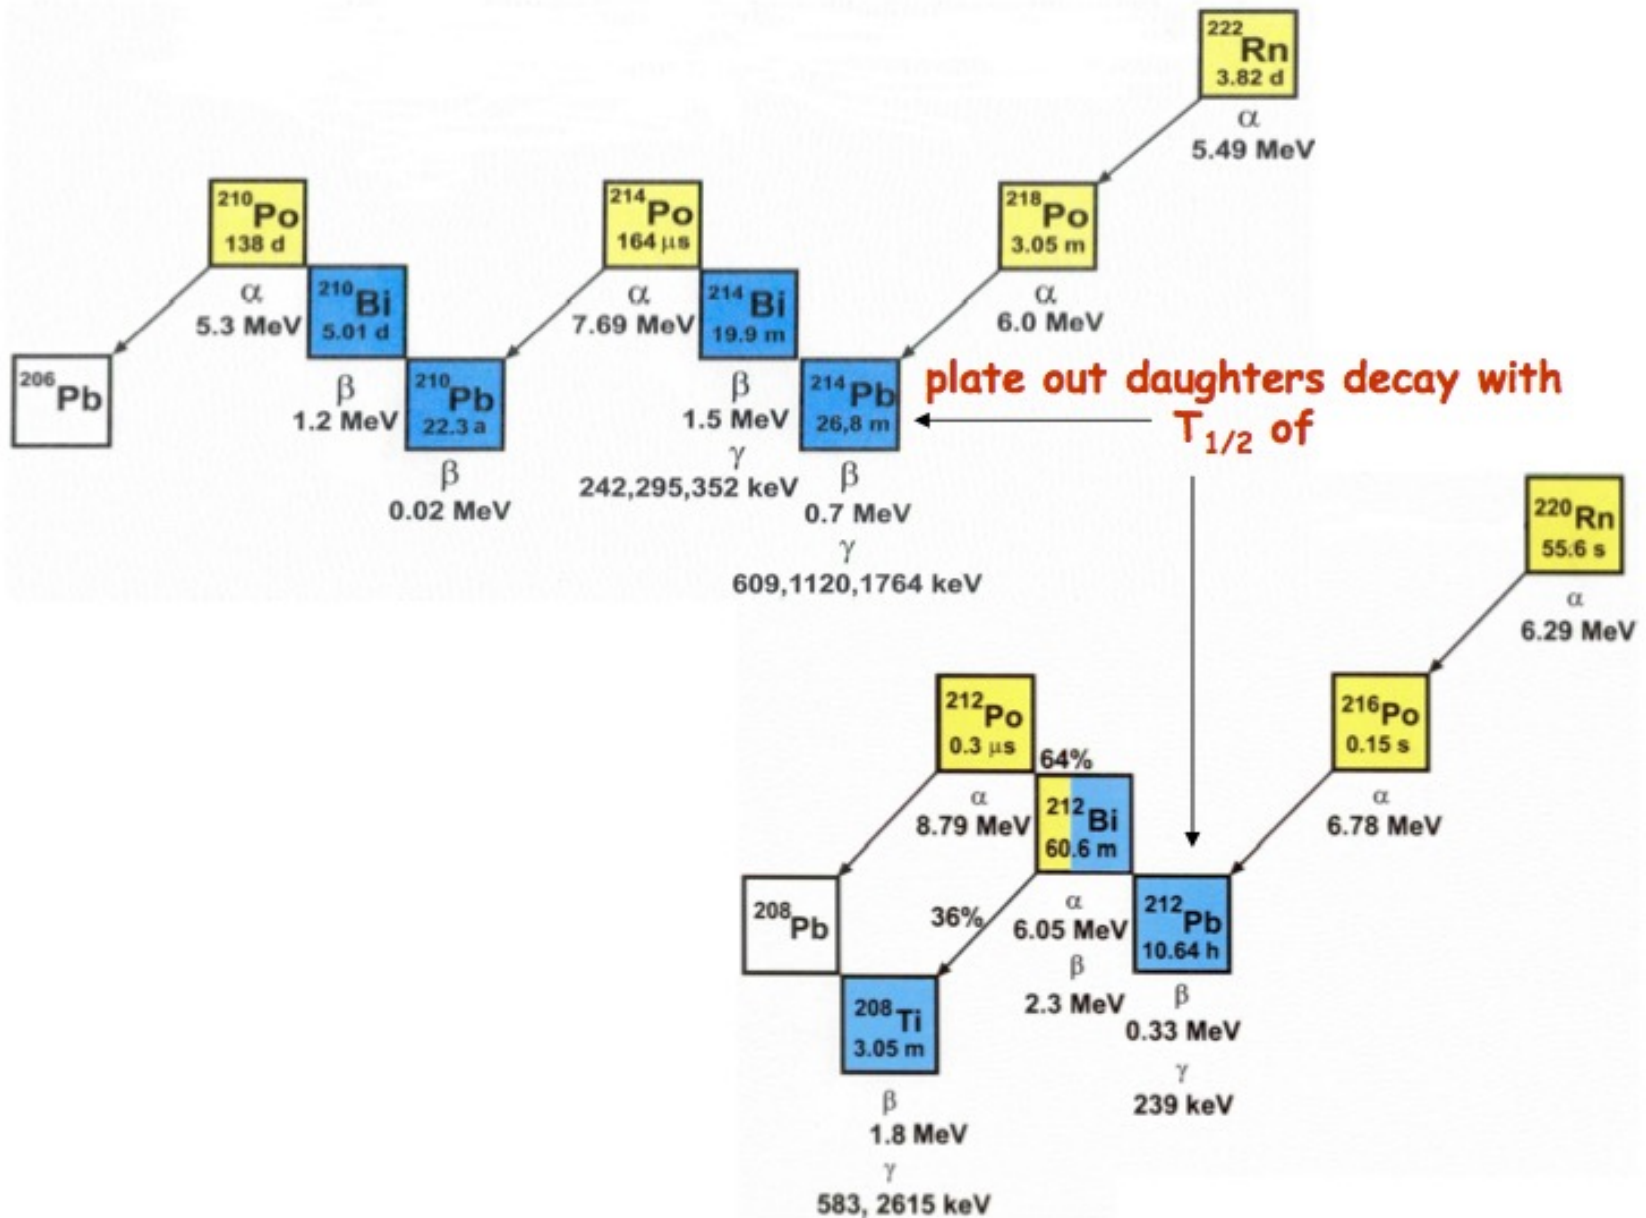 222Rn
3.82 d
α
5.49 MeV
210Po
138 d
α
5.3 MeV
214Po
164 µs
α
7.69 MeV
218Po
3.05 m
α
6.0 MeV
210Bi
5.01 d
β
1.2 MeV
214Bi
19.9 m
β
1.5 MeV
γ
242,295,352 keV
206Pb
210Pb
22.3 a
β
0.02 MeV
214Pb
26,8 m
β
0.7 MeV
γ
609,1120,1764 keV
plate out daughters decay with
T1/2 of
220Rn
55.6 s
α
6.29 MeV
212Po
0.3 µs
α
8.79 MeV
64%
216Po
0.15 s
α
6.78 MeV
212Bi
60.6 m
α
6.05 MeV
β
2.3 MeV
36%
208Pb
212Pb
10.64 h
β
0.33 MeV
γ
239 keV
208Ti
3.05 m
β
1.8 MeV
γ
583, 2615 keV